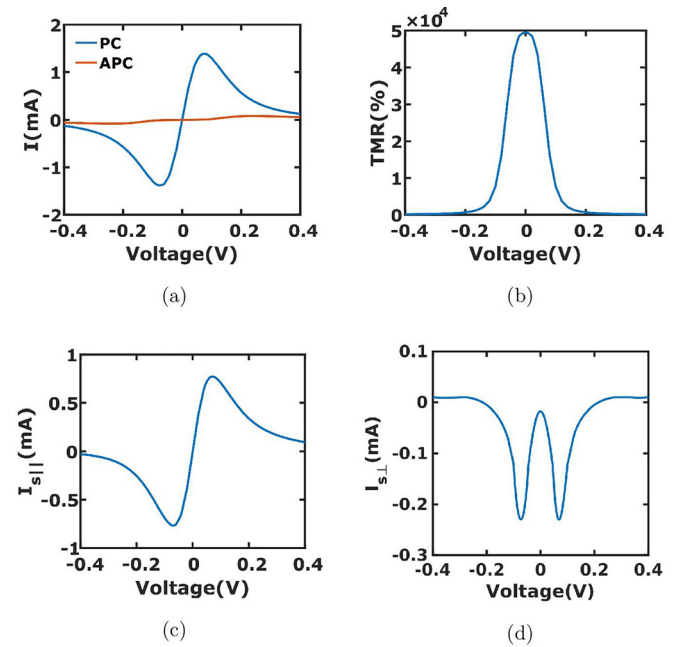 2
1
0
-1
-2
I(mA)
PC
APC
-0.4 -0.2 0 0.2 0.4
Voltage(V)
(a)
×10⁴
5
4
3
2
1
0
TMR(%)
-0.4 -0.2 0 0.2 0.4
Voltage(V)
(b)
1
0.5
0
-0.5
-1
I_s||(mA)
-0.4 -0.2 0 0.2 0.4
Voltage(V)
(c)
0.1
0
-0.1
-0.2
-0.3
I_s⊥(mA)
-0.4 -0.2 0 0.2 0.4
Voltage(V)
(d)